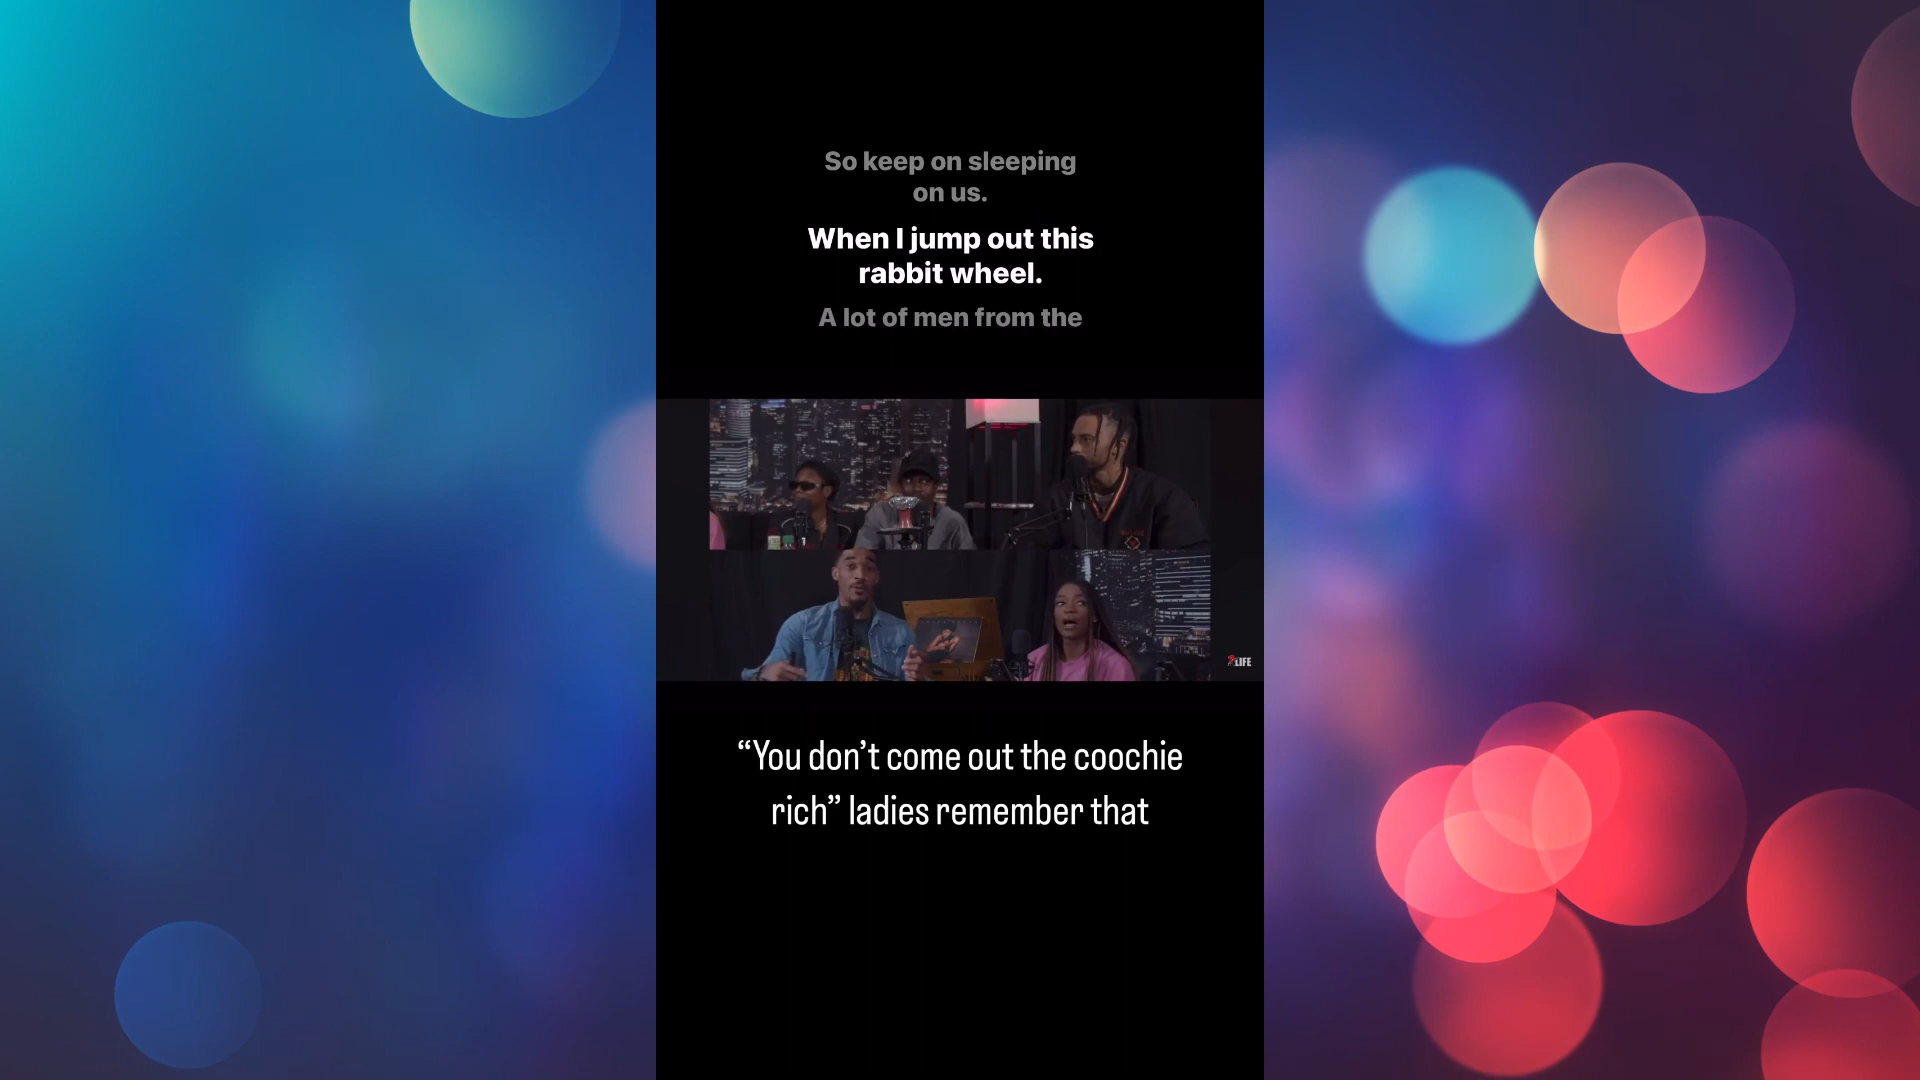 So keep on sleeping
on us.
When I jump out this
rabbit wheel.
A lot of men from the
2LIFE
“You don’t come out the coochie
rich” ladies remember that